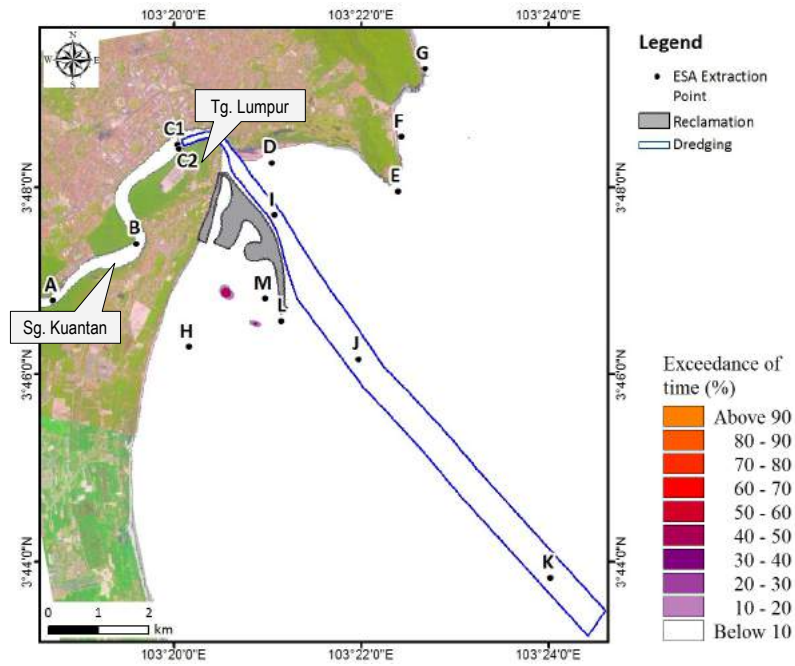 103°20'0"E 103°22'0"E 103°24'0"E
N
W E
S
G
Legend
ESA Extraction
Point
Reclamation
Dredging
Tg. Lumpur
C1
C2
D
F
E
3°48'0"N 3°48'0"N
I
B
A
M
L
Sg. Kuantan
H
J
3°46'0"N 3°46'0"N
Exceedance of
time (%)
Above 90
80 - 90
70 - 80
60 - 70
50 - 60
40 - 50
30 - 40
20 - 30
10 - 20
Below 10
K
3°44'0"N 3°44'0"N
0 1 2
km
103°20'0"E 103°22'0"E 103°24'0"E